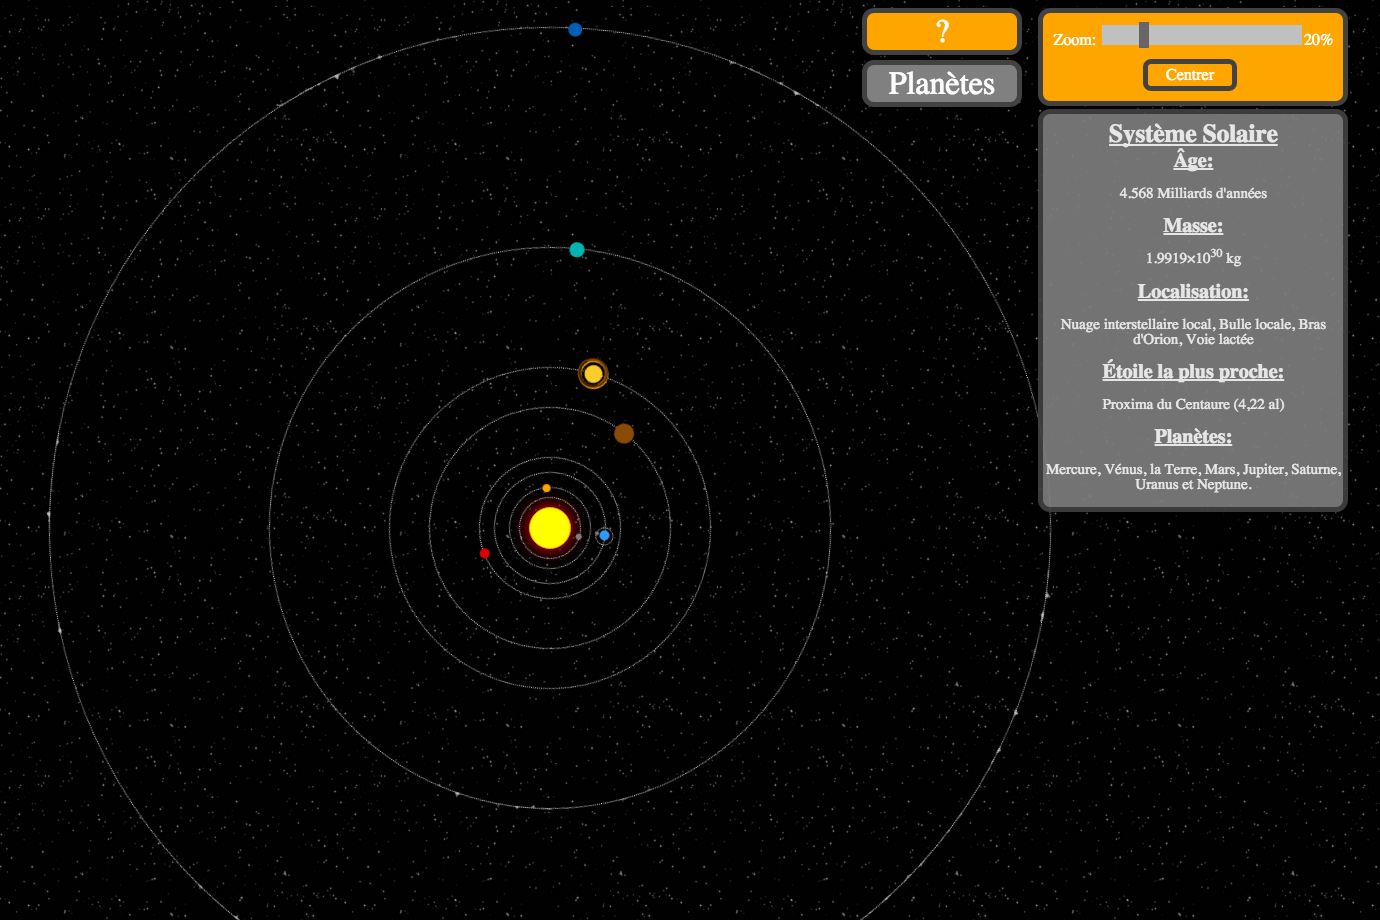 ?
Planètes
Zoom: 20%
Centrer
Système Solaire
Âge:
4.568 Milliards d'années
Masse:
1.9919×10³⁰ kg
Localisation:
Nuage interstellaire local, Bulle locale, Bras
d'Orion, Voie lactée
Étoile la plus proche:
Proxima du Centaure (4,22 al)
Planètes:
Mercure, Vénus, la Terre, Mars, Jupiter, Saturne,
Uranus et Neptune.